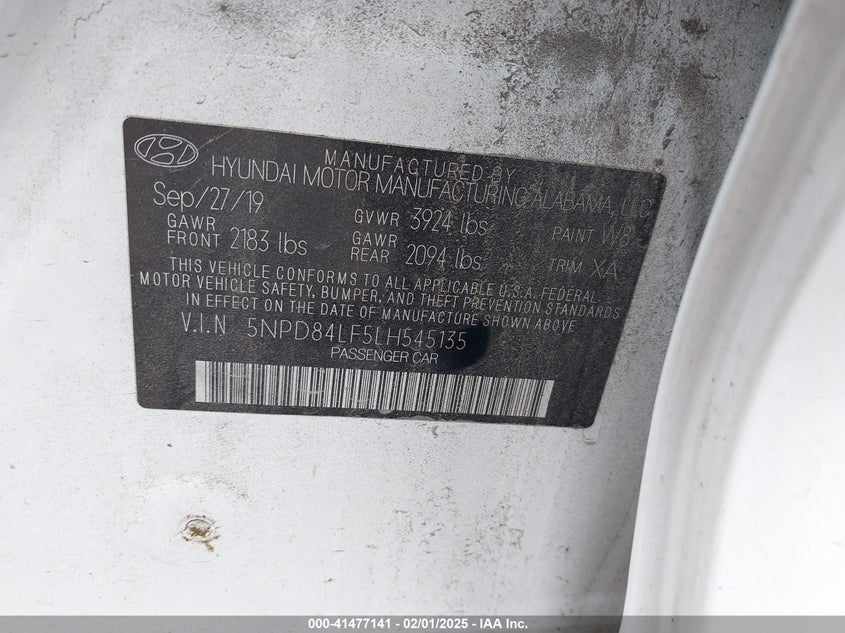 MANUFACTURED BY
HYUNDAI MOTOR MANUFACTURING ALABAMA, LLC
Sep/27/19 GVWR 3924 lbs PAINT W8
GAWR FRONT 2183 lbs GAWR REAR 2094 lbs TRIM XA
THIS VEHICLE CONFORMS TO ALL APPLICABLE U.S.A. FEDERAL
MOTOR VEHICLE SAFETY, BUMPER, AND THEFT PREVENTION STANDARDS
IN EFFECT ON THE DATE OF MANUFACTURE SHOWN ABOVE
V.I.N 5NPD84LF5LH545135
PASSENGER CAR
000-41477141 - 02/01/2025 - IAA Inc.